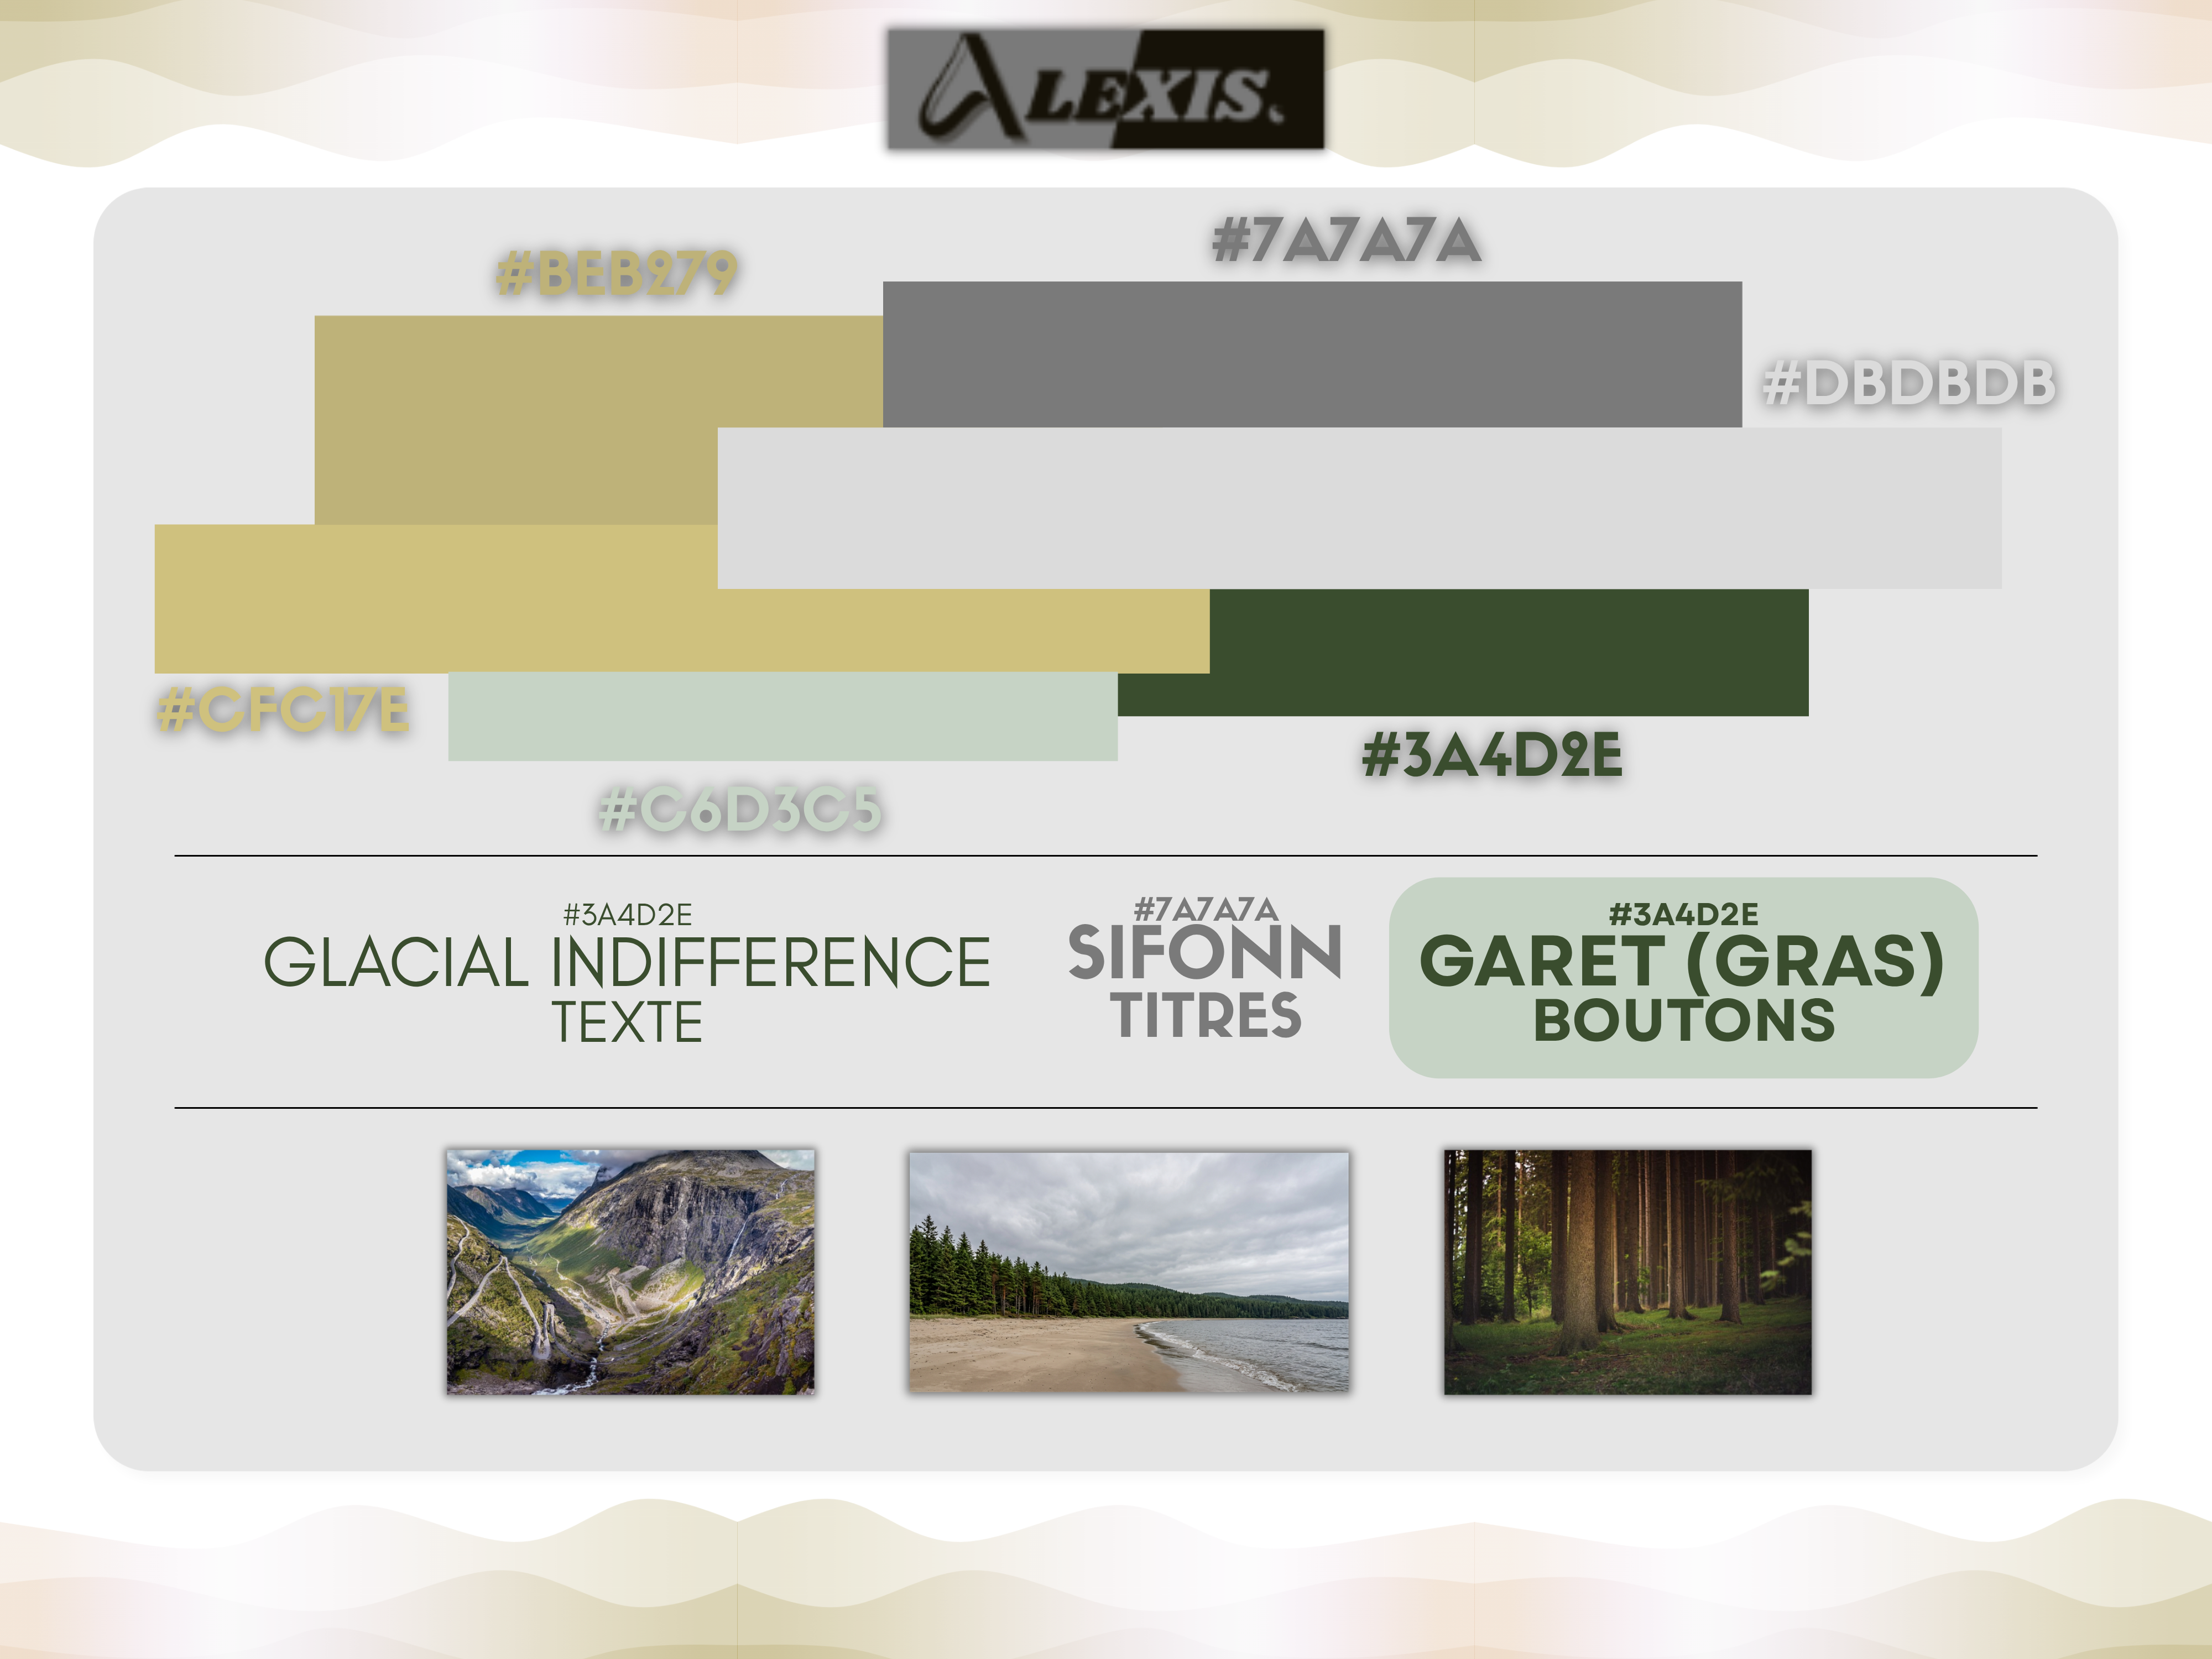 ALEXIS.
#BEB279
#7A7A7A
#DBDBDB
#CFC17E
#3A4D2E
#C6D3C5
#3A4D2E
GLACIAL INDIFFERENCE
TEXTE
#7A7A7A
SIFONN
TITRES
#3A4D2E
GARET (GRAS)
BOUTONS